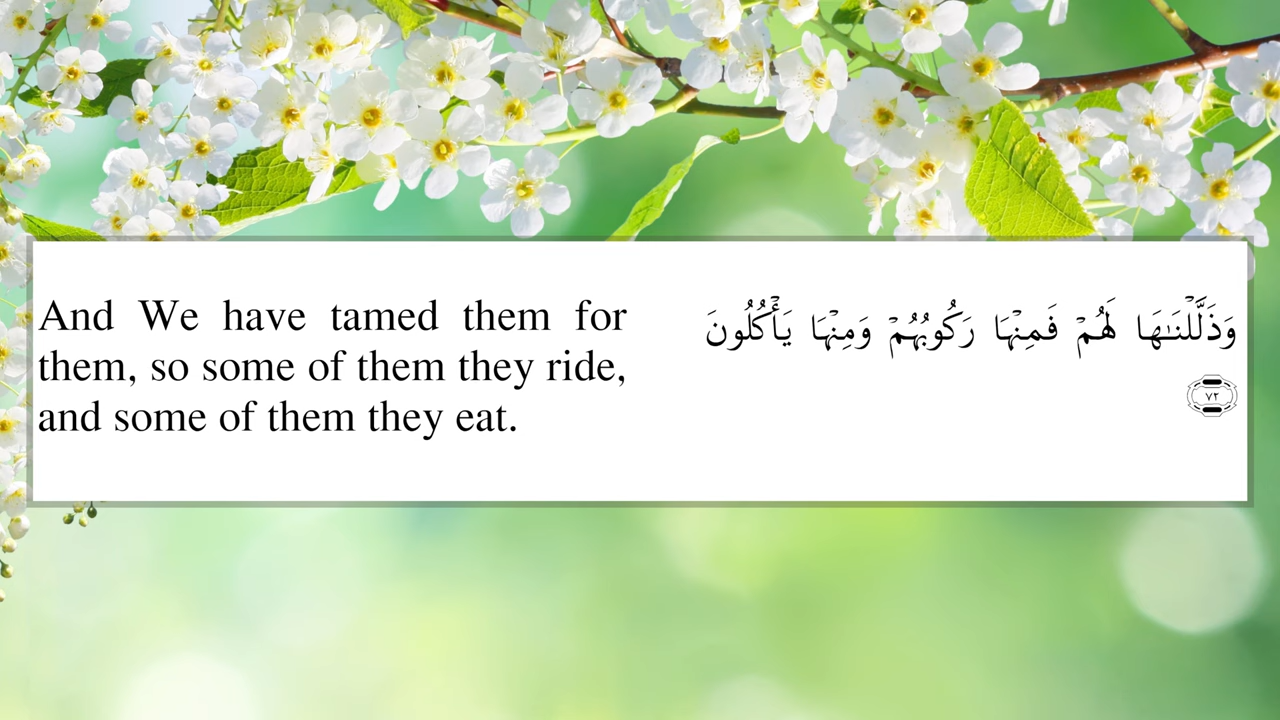 And We have tamed them for
them, so some of them they ride,
and some of them they eat.
وَذَلَّلْنَـٰهَا لَهُمْ فَمِنْهَا رَكُوبُهُمْ وَمِنْهَا يَأْكُلُونَ
٧٢